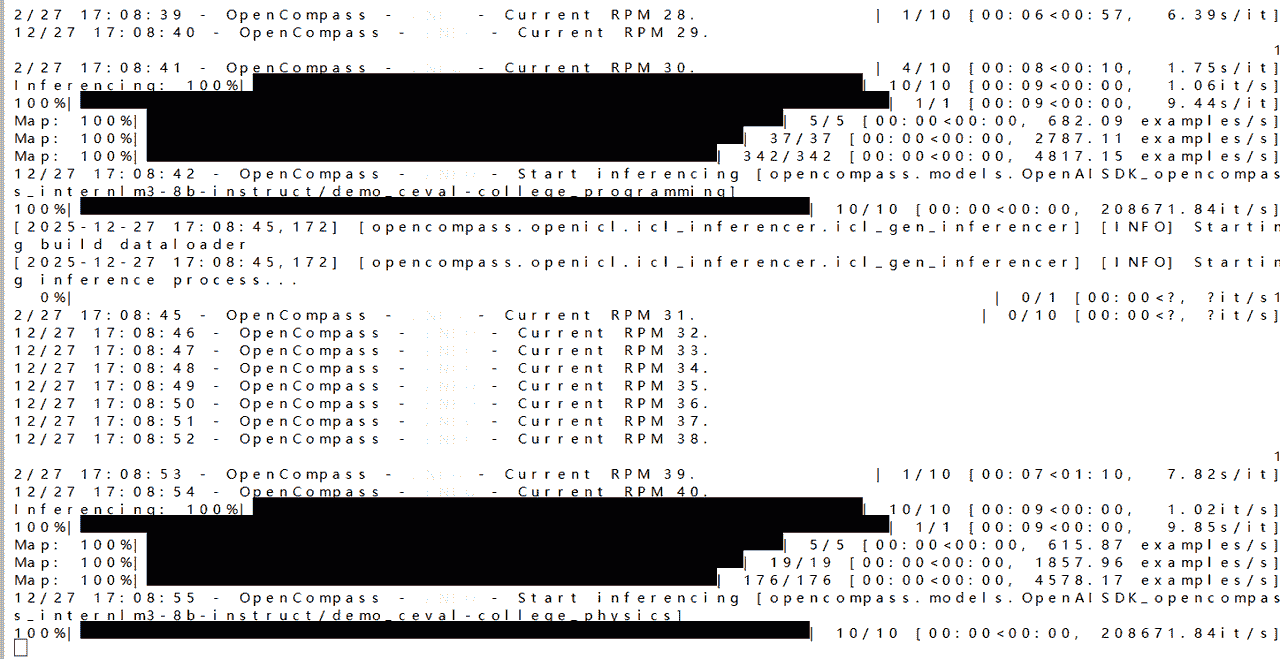 2/27 17:08:39 - OpenCompass - - Current RPM 28. | 1/10 [00:06<00:57, 6.39s/it]
12/27 17:08:40 - OpenCompass - - Current RPM 29.
1
2/27 17:08:41 - OpenCompass - - Current RPM 30. | 4/10 [00:08<00:10, 1.75s/it]
Inferencing: 100%| | 10/10 [00:09<00:00, 1.06it/s]
100%| | 1/1 [00:09<00:00, 9.44s/it]
Map: 100%| | 5/5 [00:00<00:00, 682.09 examples/s]
Map: 100%| | 37/37 [00:00<00:00, 2787.11 examples/s]
Map: 100%| | 342/342 [00:00<00:00, 4817.15 examples/s]
12/27 17:08:42 - OpenCompass - - Start inferencing [opencompass.models.OpenAISDK_opencompas
s_internlm3-8b-instruct/demo_ceval-college_programming]
100%| | 10/10 [00:00<00:00, 208671.84it/s]
[2025-12-27 17:08:45,172] [opencompass.openicl.icl_inferencer.icl_gen_inferencer] [INFO] Startin
g build dataloader
[2025-12-27 17:08:45,172] [opencompass.openicl.icl_inferencer.icl_gen_inferencer] [INFO] Startin
g inference process...
0%| | 0/1 [00:00<?, ?it/s1
2/27 17:08:45 - OpenCompass - - Current RPM 31. | 0/10 [00:00<?, ?it/s]
12/27 17:08:46 - OpenCompass - - Current RPM 32.
12/27 17:08:47 - OpenCompass - - Current RPM 33.
12/27 17:08:48 - OpenCompass - - Current RPM 34.
12/27 17:08:49 - OpenCompass - - Current RPM 35.
12/27 17:08:50 - OpenCompass - - Current RPM 36.
12/27 17:08:51 - OpenCompass - - Current RPM 37.
12/27 17:08:52 - OpenCompass - - Current RPM 38.
1
2/27 17:08:53 - OpenCompass - - Current RPM 39. | 1/10 [00:07<01:10, 7.82s/it]
12/27 17:08:54 - OpenCompass - - Current RPM 40.
Inferencing: 100%| | 10/10 [00:09<00:00, 1.02it/s]
100%| | 1/1 [00:09<00:00, 9.85s/it]
Map: 100%| | 5/5 [00:00<00:00, 615.87 examples/s]
Map: 100%| | 19/19 [00:00<00:00, 1857.96 examples/s]
Map: 100%| | 176/176 [00:00<00:00, 4578.17 examples/s]
12/27 17:08:55 - OpenCompass - - Start inferencing [opencompass.models.OpenAISDK_opencompas
s_internlm3-8b-instruct/demo_ceval-college_physics]
100%| | 10/10 [00:00<00:00, 208671.84it/s]